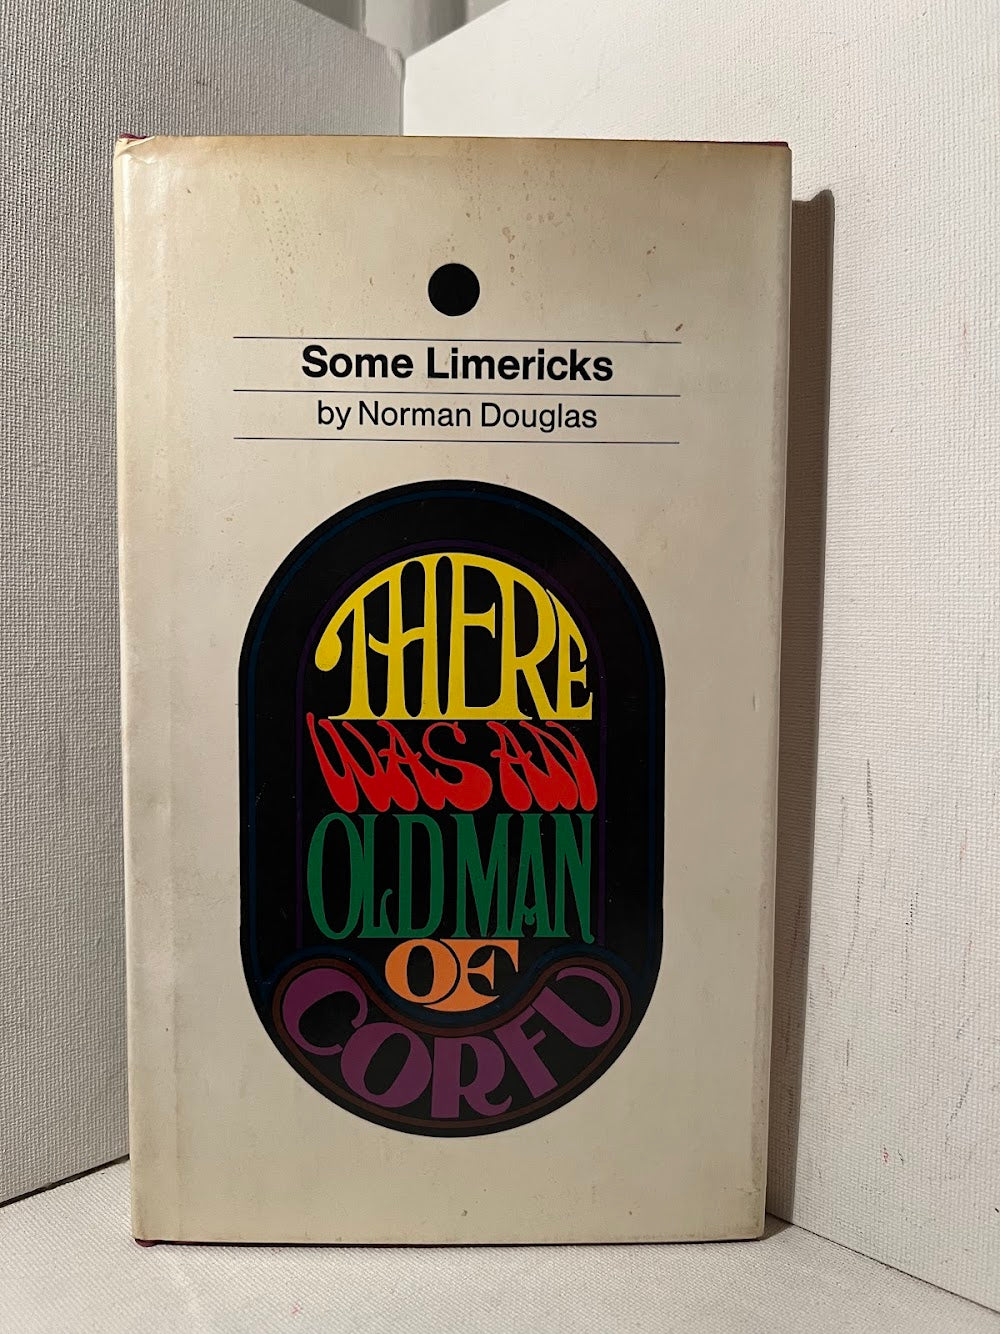 Some Limericks
by Norman Douglas
THERE
WAS AN
OLD MAN
OF
CORFU